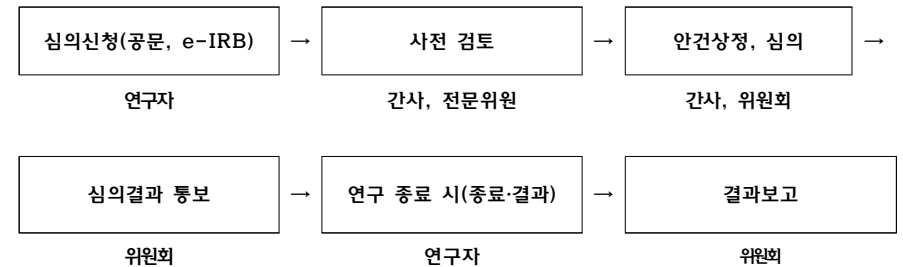 심의신청(공문, e-IRB) → 사전 검토 → 안건상정, 심의 →
연구자 간사, 전문위원 간사, 위원회
심의결과 통보 → 연구 종료 시(종료·결과) → 결과보고
위원회 연구자 위원회